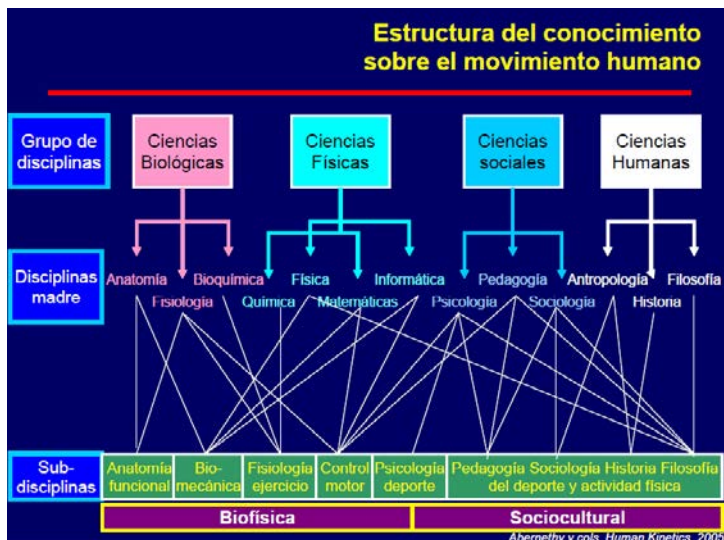 Estructura del conocimiento
sobre el movimiento humano
Grupo de
disciplinas
Ciencias
Biológicas
Ciencias
Físicas
Ciencias
sociales
Ciencias
Humanas
Disciplinas
madre
Anatomía Bioquímica Física Informática Pedagogía Antropología Filosofía
Fisiología Química Matemáticas Psicología Sociología Historia
Sub-
disciplinas
Anatomía
funcional
Bio-
mecánica
Fisiología
ejercicio
Control
motor
Psicología
deporte
Pedagogía Sociología Historia Filosofía
del deporte y actividad física
Biofísica Sociocultural
Abernethy y cols. Human Kinetics, 2005